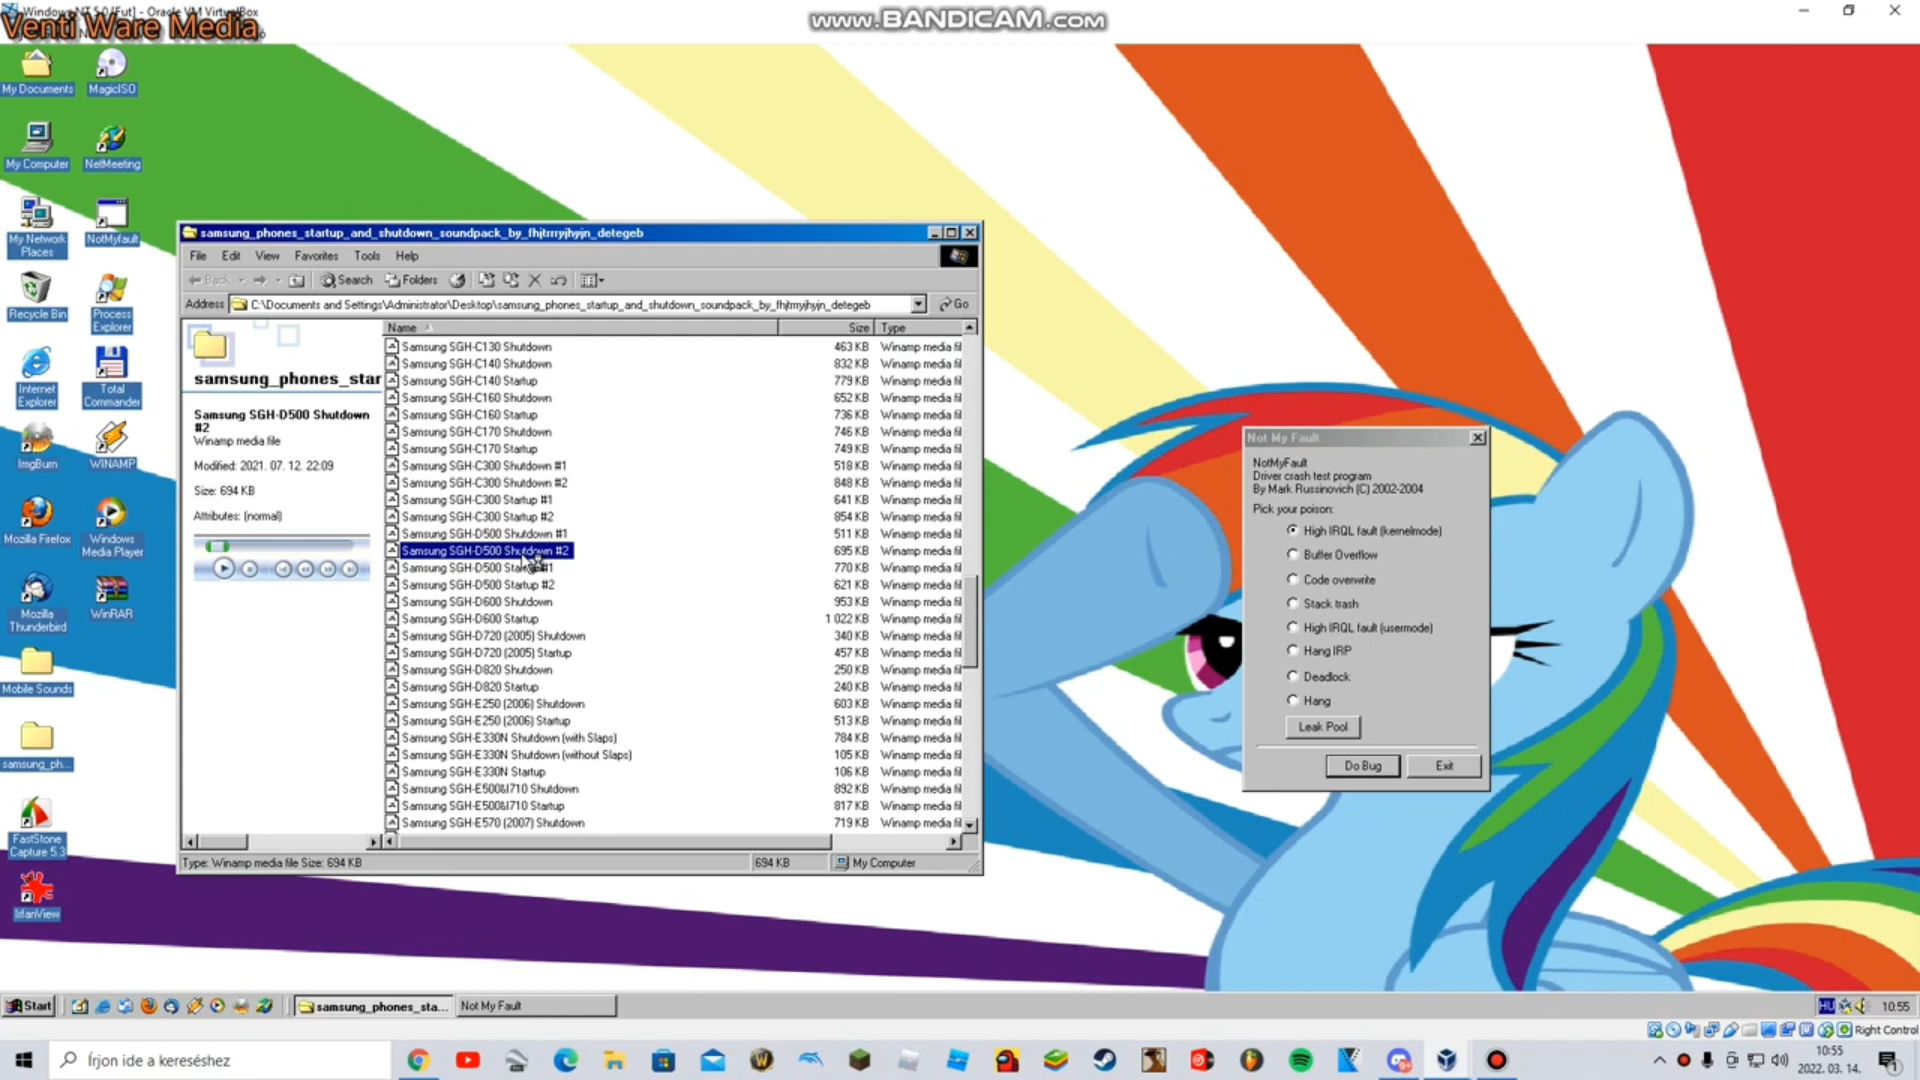 Windows NT 5.0 [Fut] - Oracle VM VirtualBox
Venti Ware Media
www.BANDICAM.com
My Documents
MagicISO
My Computer
NetMeeting
My Network
Places
NotMyfault
Recycle Bin
Process
Explorer
Internet
Explorer
Total
Commander
ImgBurn
WINAMP
Mozilla Firefox
Windows
Media Player
Mozilla
Thunderbird
WinRAR
Mobile Sounds
samsung_ph...
FastStone
Capture 5.3
IrfanView
samsung_phones_startup_and_shutdown_soundpack_by_fhjtrrryjhyjn_detegeb
File Edit View Favorites Tools Help
Back Search Folders
Address C:\Documents and Settings\Administrator\Desktop\samsung_phones_startup_and_shutdown_soundpack_by_fhjtrrryjhyjn_detegeb Go
samsung_phones_star
Samsung SGH-D500 Shutdown
#2
Winamp media file
Modified: 2021. 07. 12. 22:09
Size: 694 KB
Attributes: (normal)
Name Size Type
Samsung SGH-C130 Shutdown 463 KB Winamp media fil
Samsung SGH-C140 Shutdown 832 KB Winamp media fil
Samsung SGH-C140 Startup 779 KB Winamp media fil
Samsung SGH-C160 Shutdown 652 KB Winamp media fil
Samsung SGH-C160 Startup 736 KB Winamp media fil
Samsung SGH-C170 Shutdown 746 KB Winamp media fil
Samsung SGH-C170 Startup 749 KB Winamp media fil
Samsung SGH-C300 Shutdown #1 518 KB Winamp media fil
Samsung SGH-C300 Shutdown #2 848 KB Winamp media fil
Samsung SGH-C300 Startup #1 641 KB Winamp media fil
Samsung SGH-C300 Startup #2 854 KB Winamp media fil
Samsung SGH-D500 Shutdown #1 511 KB Winamp media fil
Samsung SGH-D500 Shutdown #2 695 KB Winamp media fil
Samsung SGH-D500 Startup #1 770 KB Winamp media fil
Samsung SGH-D500 Startup #2 621 KB Winamp media fil
Samsung SGH-D600 Shutdown 953 KB Winamp media fil
Samsung SGH-D600 Startup 1 022 KB Winamp media fil
Samsung SGH-D720 (2005) Shutdown 340 KB Winamp media fil
Samsung SGH-D720 (2005) Startup 457 KB Winamp media fil
Samsung SGH-D820 Shutdown 250 KB Winamp media fil
Samsung SGH-D820 Startup 240 KB Winamp media fil
Samsung SGH-E250 (2006) Shutdown 603 KB Winamp media fil
Samsung SGH-E250 (2006) Startup 513 KB Winamp media fil
Samsung SGH-E330N Shutdown (with Slaps) 784 KB Winamp media fil
Samsung SGH-E330N Shutdown (without Slaps) 105 KB Winamp media fil
Samsung SGH-E330N Startup 106 KB Winamp media fil
Samsung SGH-E500&I710 Shutdown 892 KB Winamp media fil
Samsung SGH-E500&I710 Startup 817 KB Winamp media fil
Samsung SGH-E570 (2007) Shutdown 719 KB Winamp media fil
Type: Winamp media file Size: 694 KB 694 KB My Computer
Not My Fault
NotMyFault
Driver crash test program
By Mark Russinovich (C) 2002-2004
Pick your poison:
High IRQL fault (kernelmode)
Buffer Overflow
Code overwrite
Stack trash
High IRQL fault (usermode)
Hang IRP
Deadlock
Hang
Leak Pool
Do Bug Exit
Start samsung_phones_sta... Not My Fault HU 10:55
Right Control
Írjon ide a kereséshez
10:55
2022. 03. 14.
1